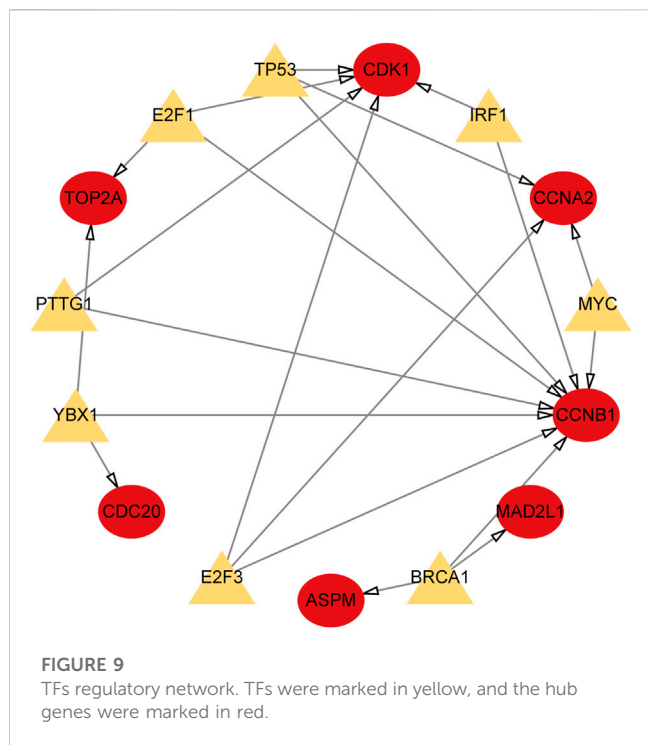 TP53
CDK1
E2F1
IRF1
TOP2A
CCNA2
PTTG1
MYC
YBX1
CCNB1
CDC20
MAD2L1
E2F3
BRCA1
ASPM
FIGURE 9
TFs regulatory network. TFs were marked in yellow, and the hub
genes were marked in red.